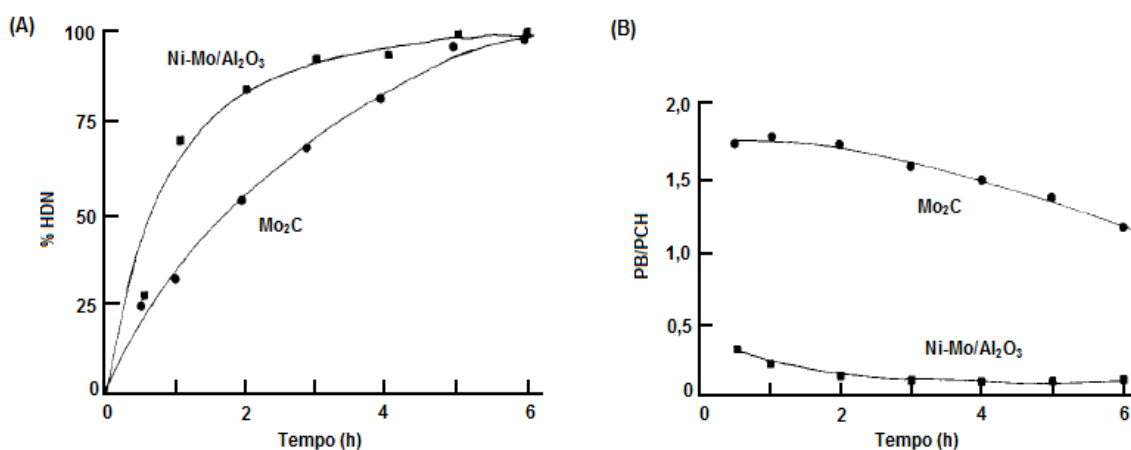 (A)
% HDN
100
75
50
25
0
Ni-Mo/Al₂O₃
Mo₂C
0 2 4 6
Tempo (h)
(B)
PB/PCH
2,0
1,5
1,0
0,5
0
Mo₂C
Ni-Mo/Al₂O₃
0 2 4 6
Tempo (h)